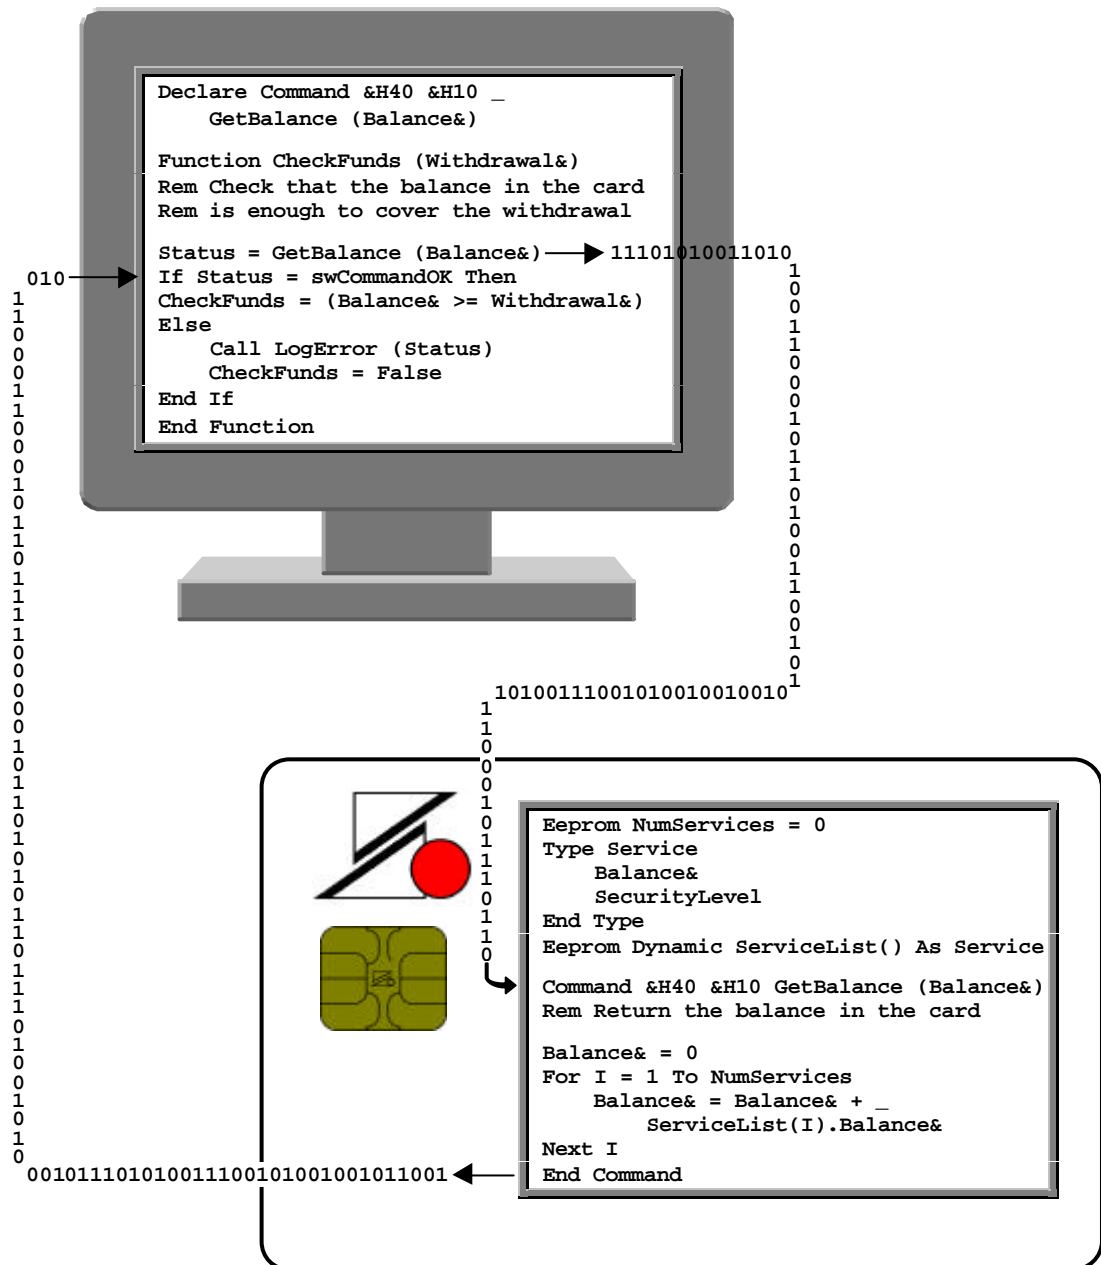 Declare Command &H40 &H10 _
GetBalance (Balance&)
Function CheckFunds (Withdrawal&)
Rem Check that the balance in the card
Rem is enough to cover the withdrawal
Status = GetBalance (Balance&)
If Status = swCommandOK Then
CheckFunds = (Balance& >= Withdrawal&)
Else
Call LogError (Status)
CheckFunds = False
End If
End Function
11101010011010
10011000101101001100101
10100111001010010010010
11000101110110
Eeprom NumServices = 0
Type Service
Balance&
SecurityLevel
End Type
Eeprom Dynamic ServiceList() As Service
Command &H40 &H10 GetBalance (Balance&)
Rem Return the balance in the card
Balance& = 0
For I = 1 To NumServices
Balance& = Balance& + _
ServiceList(I).Balance&
Next I
End Command
0010111010100111100101001001011001
010